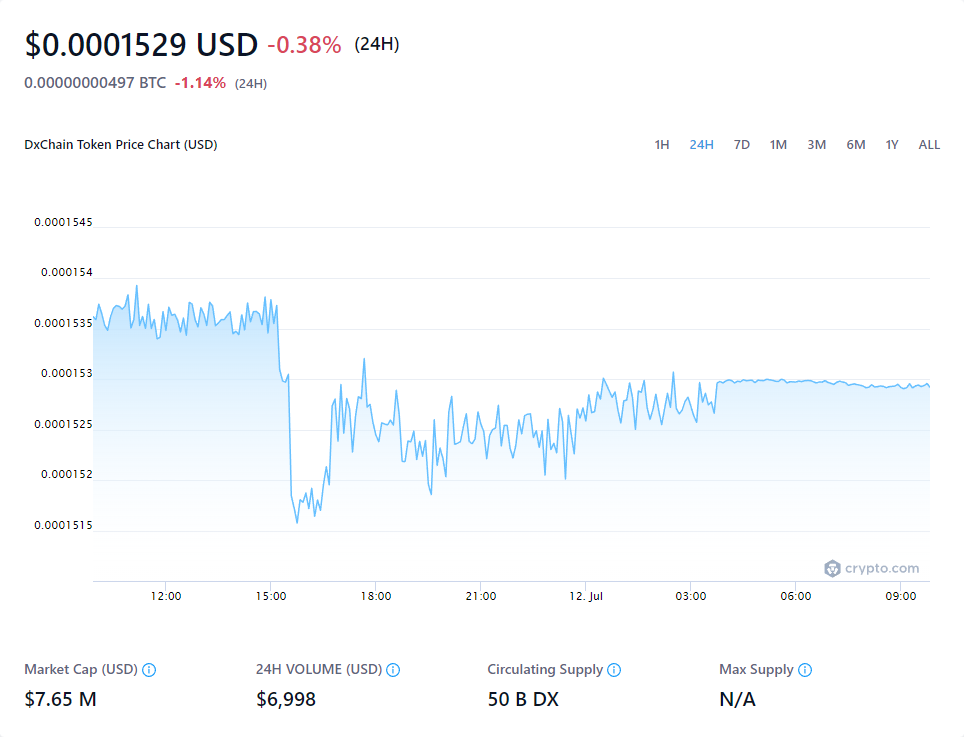 $0.0001529 USD -0.38% (24H)
0.00000000497 BTC -1.14% (24H)
DxChain Token Price Chart (USD) 1H 24H 7D 1M 3M 6M 1Y ALL
0.0001545
0.000154
0.0001535
0.000153
0.0001525
0.000152
0.0001515
crypto.com
12:00 15:00 18:00 21:00 12. Jul 03:00 06:00 09:00
Market Cap (USD) 24H VOLUME (USD) Circulating Supply Max Supply
$7.65 M $6,998 50 B DX N/A